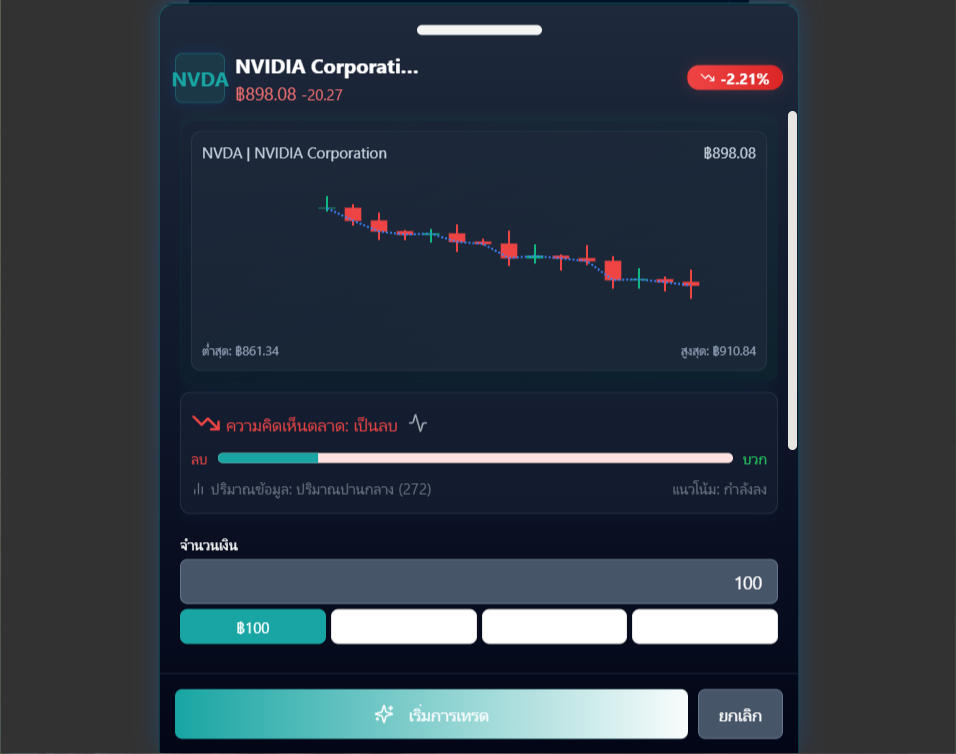 NVDA
NVIDIA Corporati...
฿898.08 -20.27
-2.21%
NVDA | NVIDIA Corporation
฿898.08
ต่ำสุด: ฿861.34
สูงสุด: ฿910.84
ความคิดเห็นตลาด: เป็นลบ
ลบ
บวก
ปริมาณข้อมูล: ปริมาณปานกลาง (272)
แนวโน้ม: กำลังลง
จำนวนเงิน
100
฿100
เริ่มการเทรด
ยกเลิก